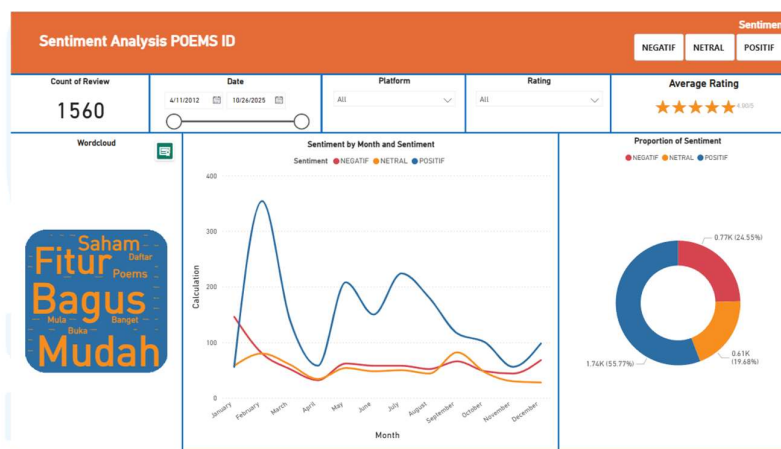 Sentiment
Sentiment Analysis POEMS ID
NEGATIF NETRAL POSITIF
Count of Review
1560
Date
4/11/2012 10/26/2025
Platform
All
Rating
All
Average Rating
Wordcloud
Saham
Fitur Daftar
Poems
Bagus
Mula Banget
Buka
Mudah
Sentiment by Month and Sentiment
Sentiment NEGATIF NETRAL POSITIF
400
300
200
100
0
Calculation
January February March April May June July August September October November December
Month
Proportion of Sentiment
NEGATIF NETRAL POSITIF
0.77K (24.55%)
0.61K
(19.68%)
1.74K (55.77%)